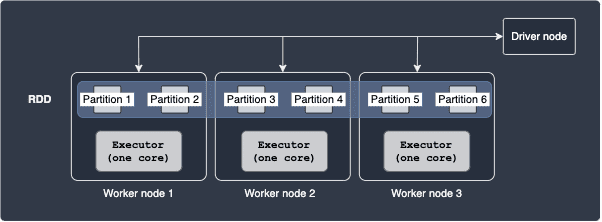 Driver node
RDD
Partition 1
Partition 2
Partition 3
Partition 4
Partition 5
Partition 6
Executor
(one core)
Executor
(one core)
Executor
(one core)
Worker node 1
Worker node 2
Worker node 3